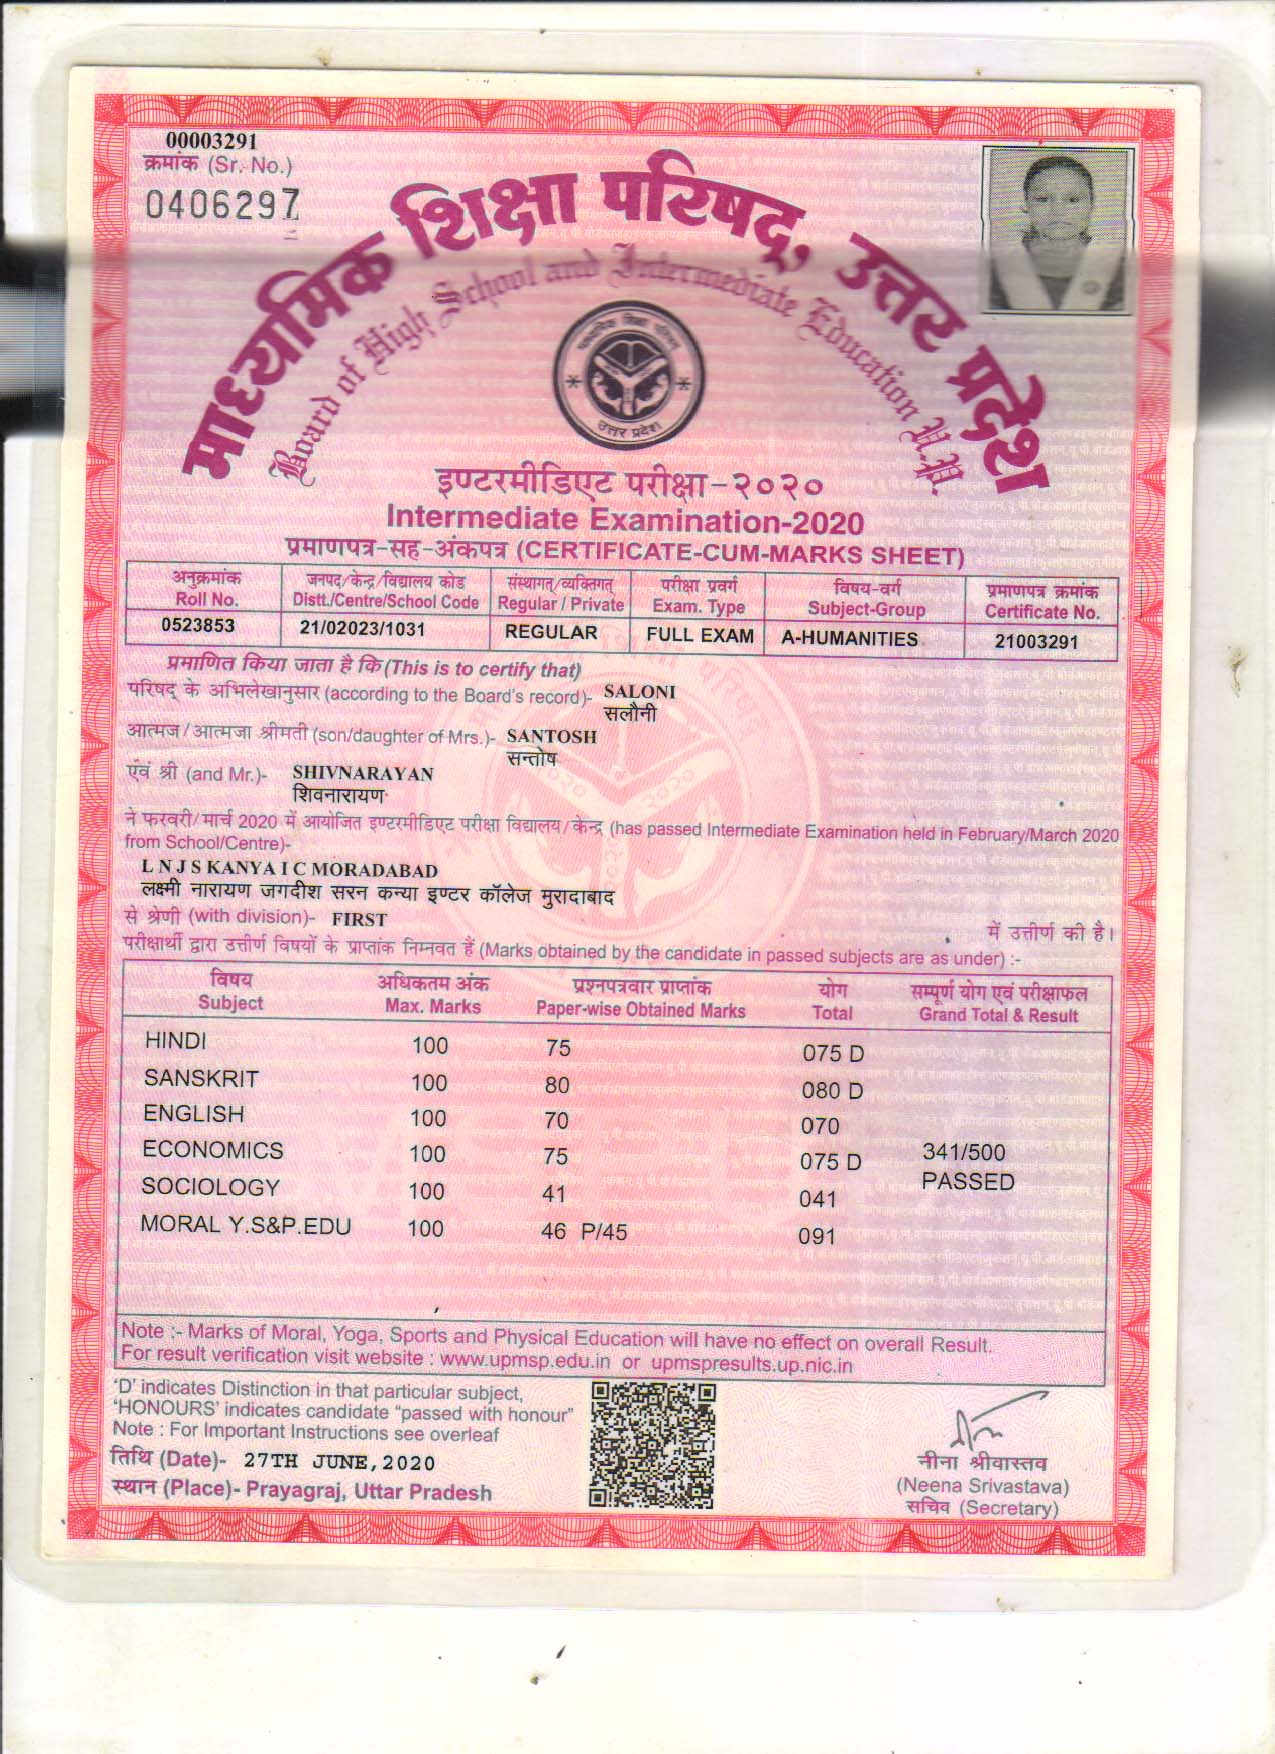 00003291
क्रमांक (Sr. No.)
0406297
माध्यमिक शिक्षा परिषद्, उत्तर प्रदेश
Board of High School and Intermediate Education U.P.
माध्यमिक शिक्षा परिषद
उत्तर प्रदेश
इण्टरमीडिएट परीक्षा-२०२०
Intermediate Examination-2020
प्रमाणपत्र-सह-अंकपत्र (CERTIFICATE-CUM-MARKS SHEET)
अनुक्रमांक जनपद/केन्द्र/विद्यालय कोड संस्थागत/व्यक्तिगत परीक्षा प्रवर्ग विषय-वर्ग प्रमाणपत्र क्रमांक
Roll No. Distt./Centre/School Code Regular / Private Exam. Type Subject-Group Certificate No.
0523853 21/02023/1031 REGULAR FULL EXAM A-HUMANITIES 21003291
प्रमाणित किया जाता है कि (This is to certify that)
परिषद् के अभिलेखानुसार (according to the Board's record)- SALONI
सलौनी
आत्मज/आत्मजा श्रीमती (son/daughter of Mrs.)- SANTOSH
सन्तोष
एवं श्री (and Mr.)- SHIVNARAYAN
शिवनारायण
ने फरवरी/मार्च 2020 में आयोजित इण्टरमीडिएट परीक्षा विद्यालय/केन्द्र (has passed Intermediate Examination held in February/March 2020
from School/Centre)-
L N J S KANYA I C MORADABAD
लक्ष्मी नारायण जगदीश सरन कन्या इण्टर कॉलेज मुरादाबाद
से श्रेणी (with division)- FIRST में उत्तीर्ण की है।
परीक्षार्थी द्वारा उत्तीर्ण विषयों के प्राप्तांक निम्नवत हैं (Marks obtained by the candidate in passed subjects are as under) :-
विषय अधिकतम अंक प्रश्नपत्रवार प्राप्तांक योग सम्पूर्ण योग एवं परीक्षाफल
Subject Max. Marks Paper-wise Obtained Marks Total Grand Total & Result
HINDI 100 75 075 D
SANSKRIT 100 80 080 D
ENGLISH 100 70 070
ECONOMICS 100 75 075 D 341/500
SOCIOLOGY 100 41 041 PASSED
MORAL Y.S&P.EDU 100 46 P/45 091
Note :- Marks of Moral, Yoga, Sports and Physical Education will have no effect on overall Result.
For result verification visit website : www.upmsp.edu.in or upmspresults.up.nic.in
'D' indicates Distinction in that particular subject,
'HONOURS' indicates candidate "passed with honour"
Note : For Important Instructions see overleaf
तिथि (Date)- 27TH JUNE,2020
स्थान (Place)- Prayagraj, Uttar Pradesh
नीना श्रीवास्तव
(Neena Srivastava)
सचिव (Secretary)